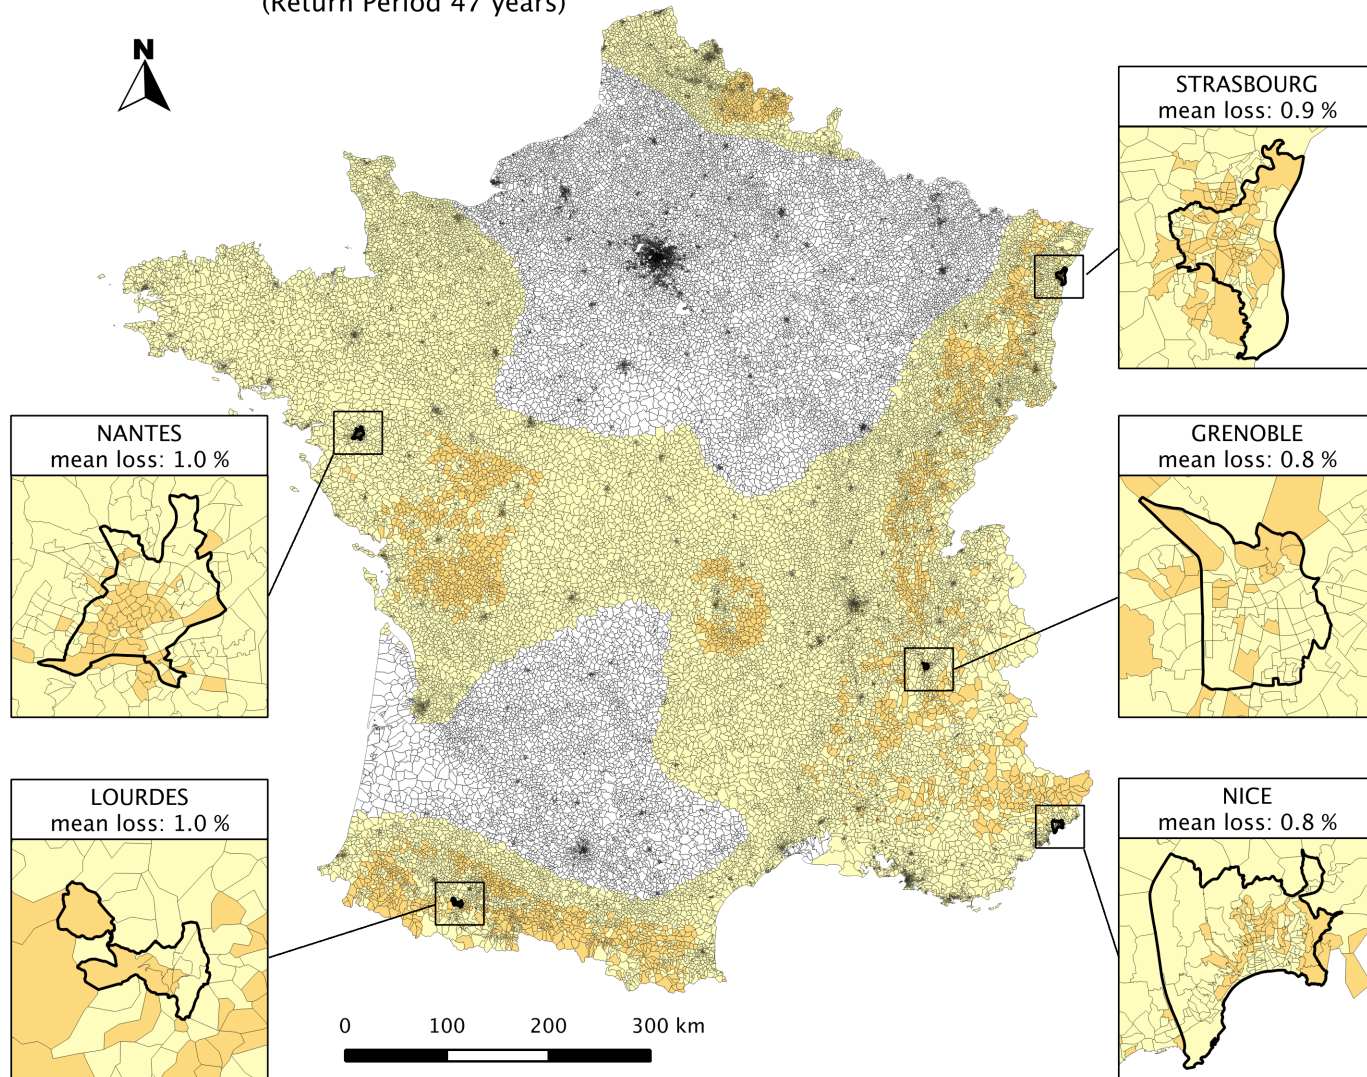 (Return Period 47 years)
N
STRASBOURG
mean loss: 0.9 %
NANTES
mean loss: 1.0 %
GRENOBLE
mean loss: 0.8 %
LOURDES
mean loss: 1.0 %
NICE
mean loss: 0.8 %
0 100 200 300 km